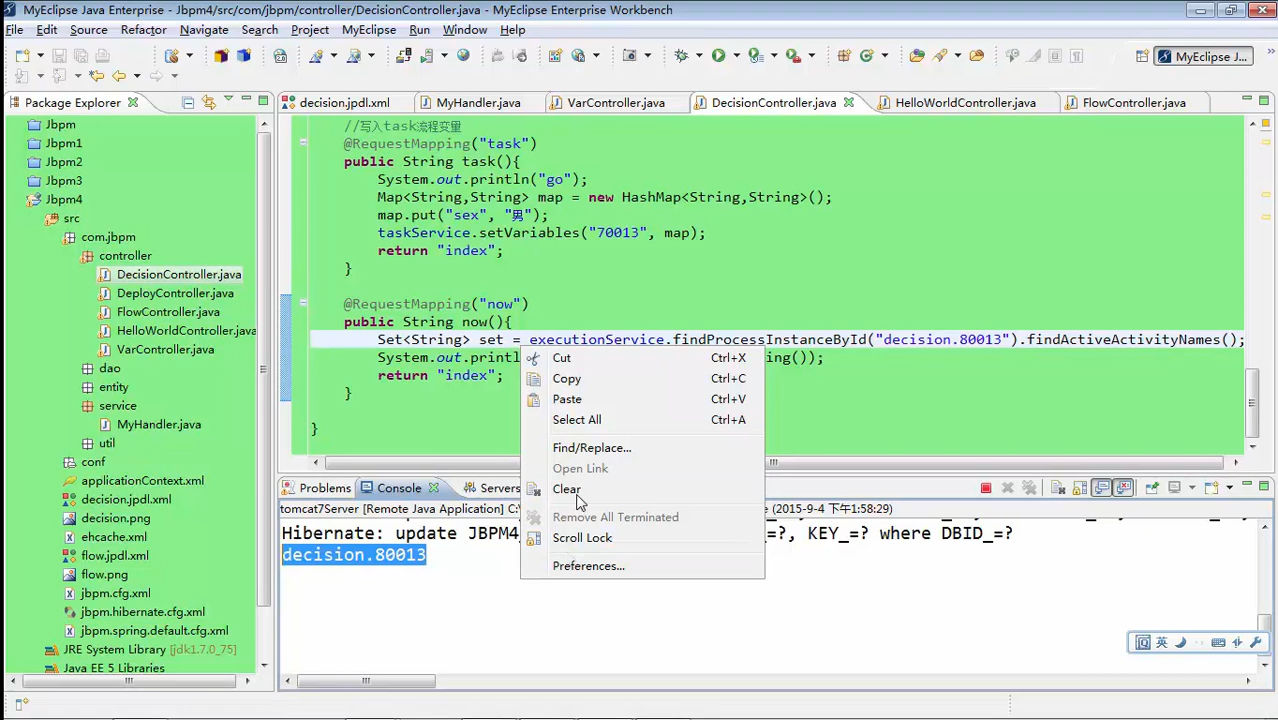 MyEclipse Java Enterprise - Jbpm4/src/com/jbpm/controller/DecisionController.java - MyEclipse Enterprise Workbench
File Edit Source Refactor Navigate Search Project MyEclipse Run Window Help
MyEclipse J...
Package Explorer
decision.jpdl.xml MyHandler.java VarController.java DecisionController.java HelloWorldController.java FlowController.java
Jbpm
Jbpm1
Jbpm2
Jbpm3
Jbpm4
src
com.jbpm
controller
DecisionController.java
DeployController.java
FlowController.java
HelloWorldController.java
VarController.java
dao
entity
service
MyHandler.java
util
conf
applicationContext.xml
decision.jpdl.xml
decision.png
ehcache.xml
flow.jpdl.xml
flow.png
jbpm.cfg.xml
jbpm.hibernate.cfg.xml
jbpm.spring.default.cfg.xml
JRE System Library [jdk1.7.0_75]
Java EE 5 Libraries
//写入task流程变量
@RequestMapping("task")
public String task(){
System.out.println("go");
Map<String,String> map = new HashMap<String,String>();
map.put("sex", "男");
taskService.setVariables("70013", map);
return "index";
}
@RequestMapping("now")
public String now(){
Set<String> set = executionService.findProcessInstanceById("decision.80013").findActiveActivityNames();
System.out.printl ing());
return "index";
}
}
Cut Ctrl+X
Copy Ctrl+C
Paste Ctrl+V
Select All Ctrl+A
Find/Replace...
Open Link
Clear
Remove All Terminated
Scroll Lock
Preferences...
Problems Console Servers
tomcat7Server [Remote Java Application] C:\ 2015-9-4 下午1:58:29)
Hibernate: update JBPM4_ =?, KEY_=? where DBID_=?
decision.80013
英